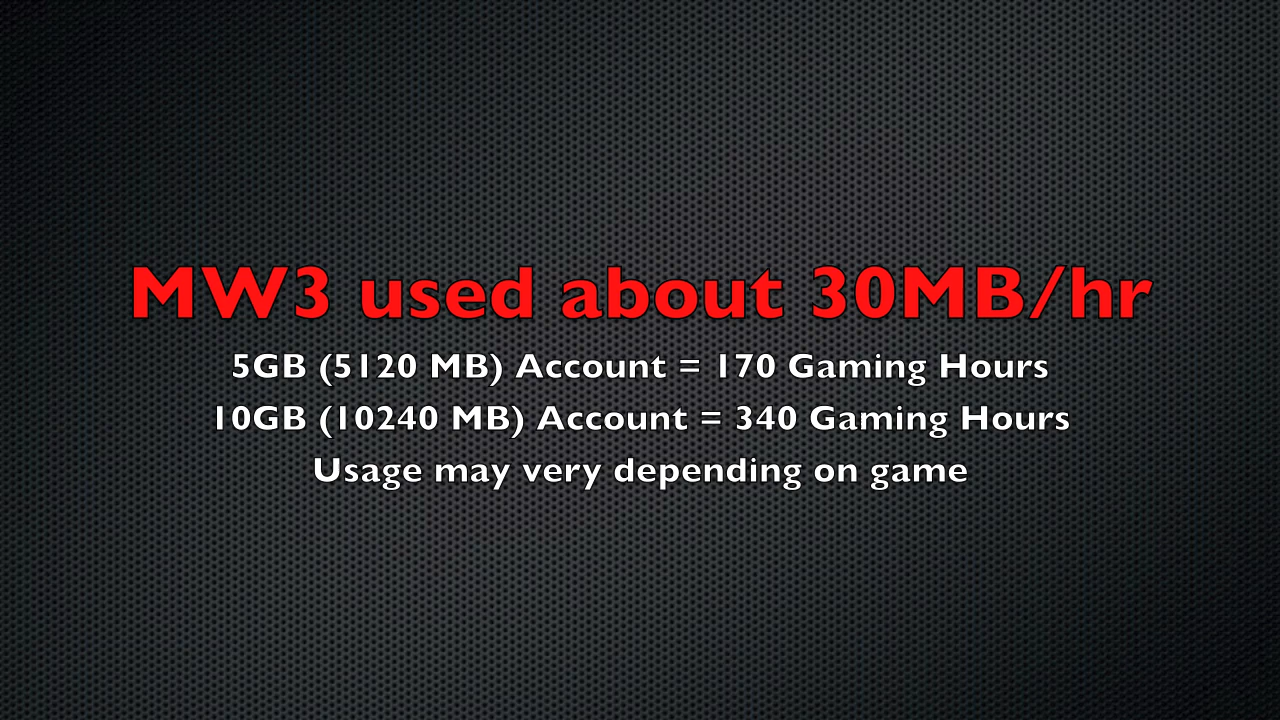 MW3 used about 30MB/hr
5GB (5120 MB) Account = 170 Gaming Hours
10GB (10240 MB) Account = 340 Gaming Hours
Usage may very depending on game